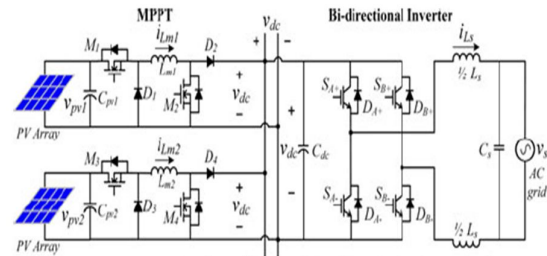 MPPT
v_dc
Bi-directional Inverter
M1
i_Lm1
D2
+
−
i_Ls
L_m1
½ L_s
v_pv1
C_pv1
D1
M2
+
v_dc
−
S_A+
D_A+
S_B+
D_B+
PV Array
+
v_dc
−
C_dc
C_s
v_s
AC
grid
M3
i_Lm2
D4
L_m2
v_pv2
C_pv2
D3
M4
+
v_dc
−
S_A-
D_A-
S_B-
D_B-
½ L_s
PV Array